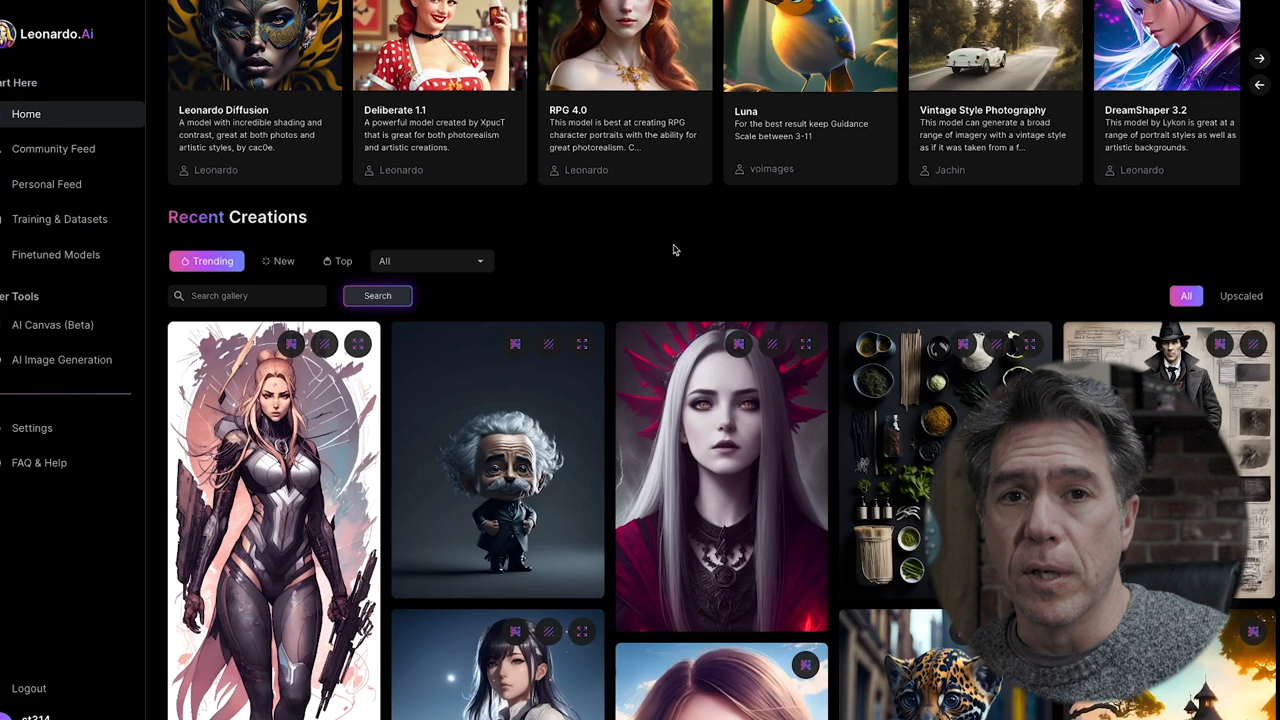 Leonardo.Ai
rt Here
Home
Community Feed
Personal Feed
Training & Datasets
Finetuned Models
er Tools
AI Canvas (Beta)
AI Image Generation
Settings
FAQ & Help
Logout
ct314
Leonardo Diffusion
A model with incredible shading and
contrast, great at both photos and
artistic styles, by cac0e.
Leonardo
Deliberate 1.1
A powerful model created by XpucT
that is great for both photorealism
and artistic creations.
Leonardo
RPG 4.0
This model is best at creating RPG
character portraits with the ability for
great photorealism. C...
Leonardo
Luna
For the best result keep Guidance
Scale between 3-11
voimages
Vintage Style Photography
This model can generate a broad
range of imagery with a vintage style
as if it was taken from a f...
Jachin
DreamShaper 3.2
This model by Lykon is great at a
range of portrait styles as well as
artistic backgrounds.
Leonardo
Recent Creations
Trending
New
Top
All
Search gallery
Search
All
Upscaled